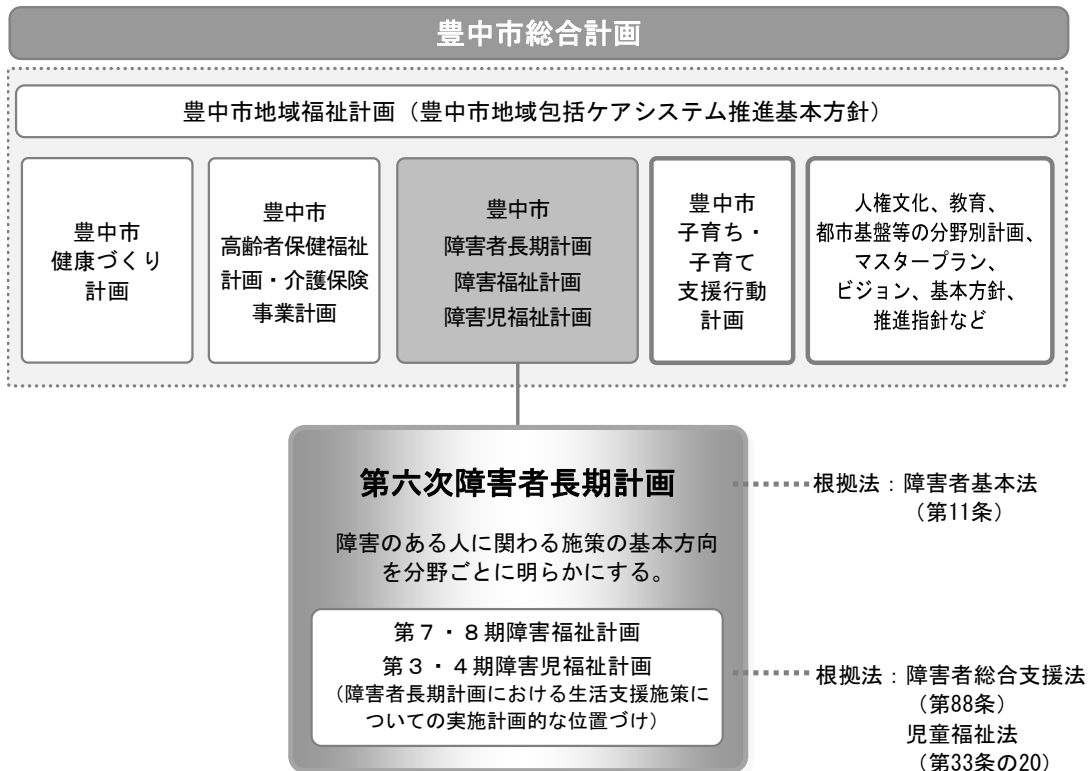 豊中市総合計画
豊中市地域福祉計画（豊中市地域包括ケアシステム推進基本方針）
豊中市
健康づくり
計画
豊中市
高齢者保健福祉
計画・介護保険
事業計画
豊中市
障害者長期計画
障害福祉計画
障害児福祉計画
豊中市
子育ち・
子育て
支援行動
計画
人権文化、教育、
都市基盤等の分野別計画、
マスタープラン、
ビジョン、基本方針、
推進指針など
第六次障害者長期計画
障害のある人に関わる施策の基本方向
を分野ごとに明らかにする。
第７・８期障害福祉計画
第３・４期障害児福祉計画
（障害者長期計画における生活支援施策に
ついての実施計画的な位置づけ）
根拠法：障害者基本法
（第11条）
根拠法：障害者総合支援法
（第88条）
児童福祉法
（第33条の20）